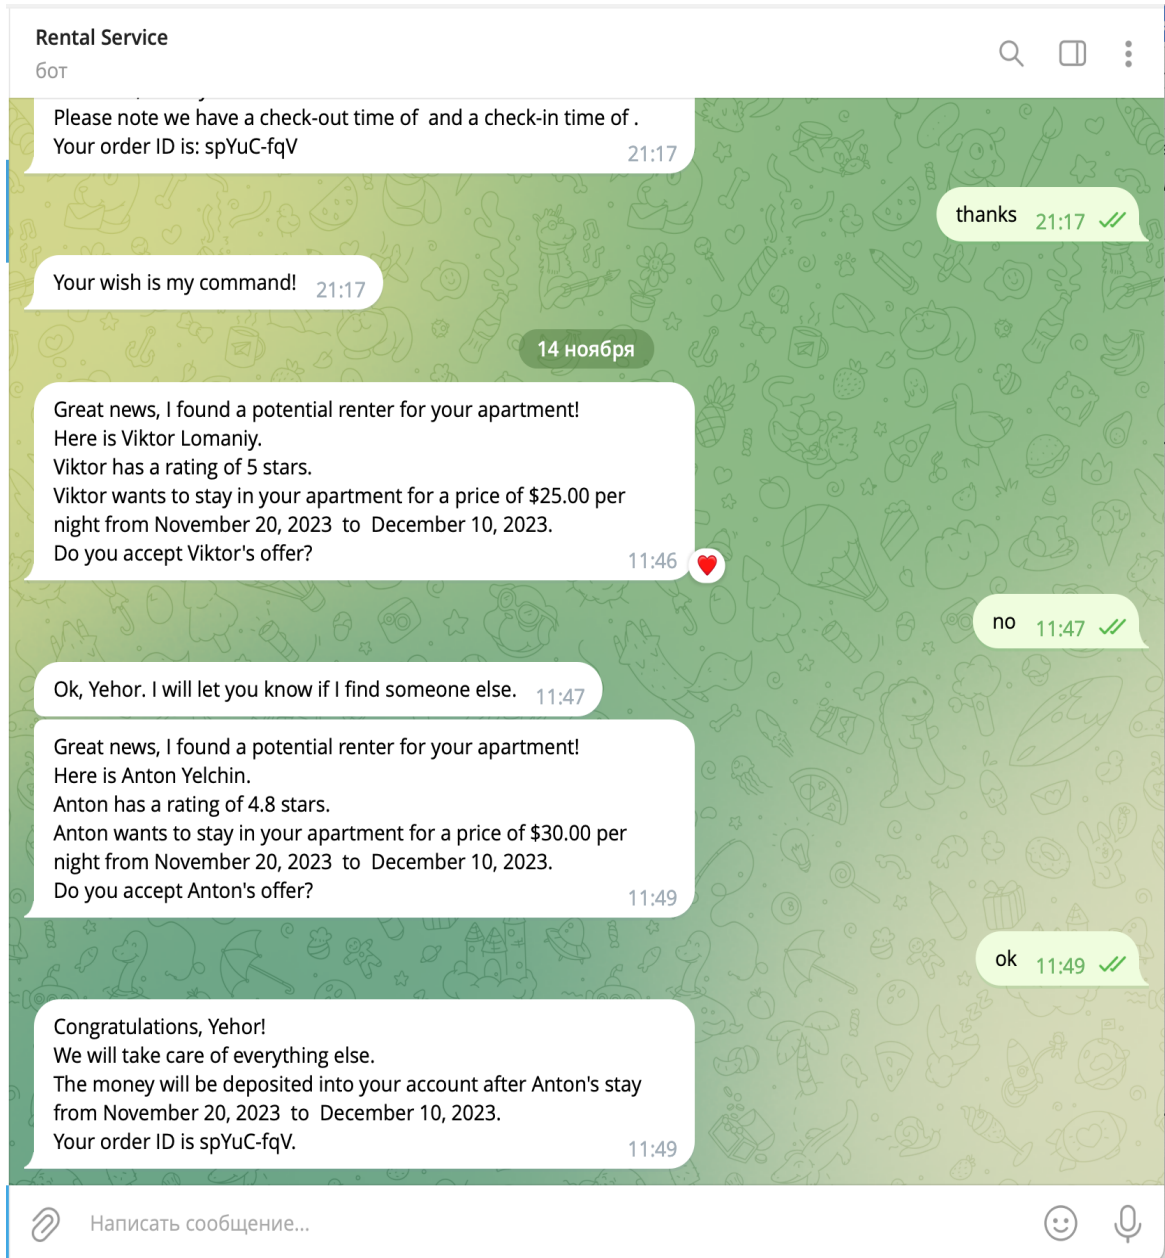 Rental Service
бот
Please note we have a check-out time of  and a check-in time of .
Your order ID is: spYuC-fqV
21:17
thanks 21:17
Your wish is my command! 21:17
14 ноября
Great news, I found a potential renter for your apartment!
Here is Viktor Lomaniy.
Viktor has a rating of 5 stars.
Viktor wants to stay in your apartment for a price of $25.00 per
night from November 20, 2023  to  December 10, 2023.
Do you accept Viktor's offer?
11:46
no 11:47
Ok, Yehor. I will let you know if I find someone else. 11:47
Great news, I found a potential renter for your apartment!
Here is Anton Yelchin.
Anton has a rating of 4.8 stars.
Anton wants to stay in your apartment for a price of $30.00 per
night from November 20, 2023  to  December 10, 2023.
Do you accept Anton's offer?
11:49
ok 11:49
Congratulations, Yehor!
We will take care of everything else.
The money will be deposited into your account after Anton's stay
from November 20, 2023  to  December 10, 2023.
Your order ID is spYuC-fqV.
11:49
Написать сообщение...